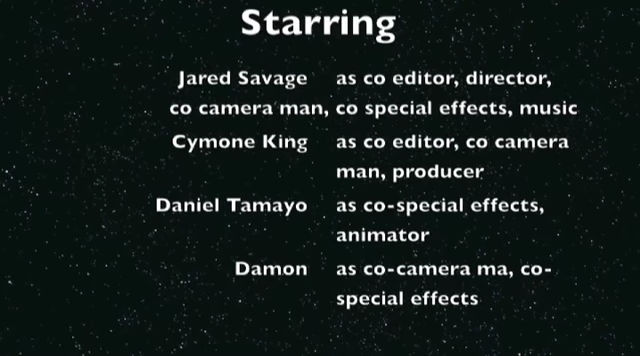 Starring
Jared Savage as co editor, director,
co camera man, co special effects, music
Cymone King as co editor, co camera
man, producer
Daniel Tamayo as co-special effects,
animator
Damon as co-camera ma, co-
special effects